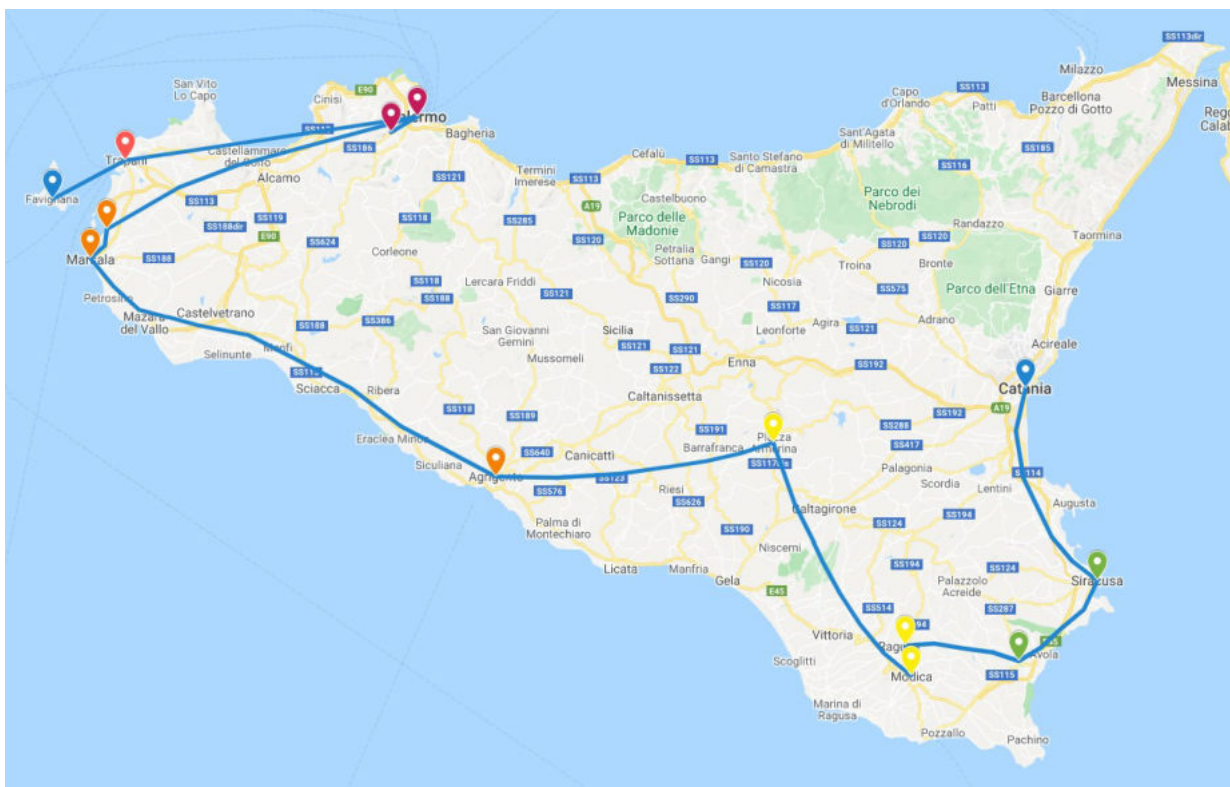 SS113dir
Milazzo
Messina
San Vito
Lo Capo
Cinisi
E90
Capo
d'Orlando
SS113
Patti
Barcellona
Pozzo di Gotto
Bagheria
SS186
Castellammare
del Golfo
Alcamo
SS121
Termini
Imerese
Cefalù
SS113
Santo Stefano
di Camastra
Sant'Agata
di Militello
SS185
SS116
Favignana
SS113
SS113
A19
Castelbuono
Parco dei
Nebrodi
SS119
SS188dir
E90
SS624
SS118
SS285
Parco delle
Madonie
SS120
Randazzo
Taormina
SS188
Corleone
Petralia
Sottana
Gangi
SS120
SS120
SS120
Troina
Bronte
Lercara Friddi
SS118
SS188
SS121
Nicosia
SS575
Parco dell'Etna
Giarre
Petrosino
Mazara
del Vallo
Castelvetrano
SS188
SS386
SS290
SS117
San Giovanni
Gemini
Sicilia
SS121
SS121
Leonforte
Agira
SS121
Adrano
Acireale
Selinunte
Mussomeli
SS122
Enna
SS192
Sciacca
Ribera
Caltanissetta
Catania
A19
SS192
SS118
SS189
SS191
SS288
SS417
Barrafranca
Piazza
Armerina
Siculiana
SS640
Canicatti
Palagonia
Agrigento
SS576
SS123
Riesi
SS626
Scordia
Lentini
SS114
Augusta
Palma di
Montechiaro
SS190
Caltagirone
SS124
SS194
Niscemi
Licata
Manfria
Gela
E45
SS194
Palazzolo
Acreide
SS124
Siracusa
SS514
SS287
Vittoria
Scoglitti
Modica
SS115
Avola
Marina di
Ragusa
Pozzallo
Pachino